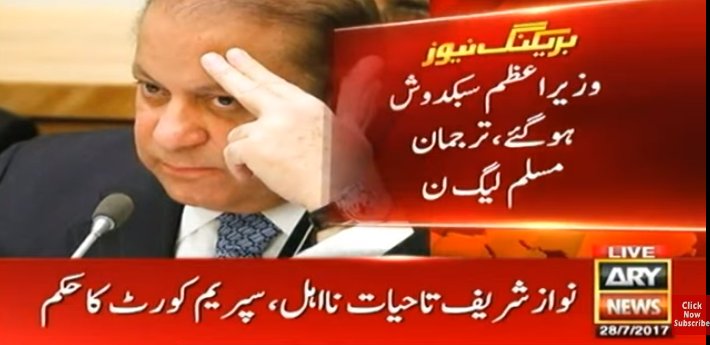 بریکنگ نیوز
وزیراعظم سبکدوش
ہوگئے، ترجمان
مسلم لیگ ن
نواز شریف تاحیات نااہل، سپریم کورٹ کا حکم
LIVE
ARY
NEWS
28/7/2017
Click
Now
Subscribe